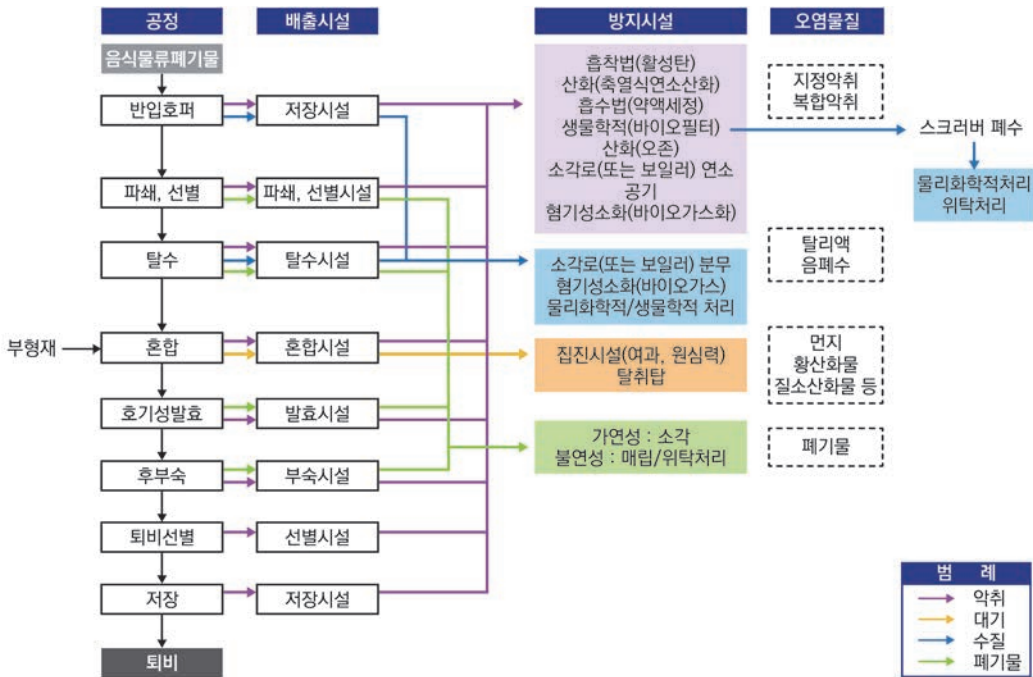 공정
배출시설
방지시설
오염물질
음식물류폐기물
반입호퍼
저장시설
흡착법(활성탄)
산화(축열식연소산화)
흡수법(약액세정)
생물학적(바이오필터)
산화(오존)
소각로(또는 보일러) 연소
공기
혐기성소화(바이오가스화)
지정악취
복합악취
스크러버 폐수
물리화학적처리
위탁처리
파쇄, 선별
파쇄, 선별시설
탈수
탈수시설
소각로(또는 보일러) 분무
혐기성소화(바이오가스)
물리화학적/생물학적 처리
탈리액
음폐수
부형재
혼합
혼합시설
집진시설(여과, 원심력)
탈취탑
먼지
황산화물
질소산화물 등
호기성발효
발효시설
가연성 : 소각
불연성 : 매립/위탁처리
폐기물
후부숙
부숙시설
퇴비선별
선별시설
저장
저장시설
퇴비
범 례
악취
대기
수질
폐기물